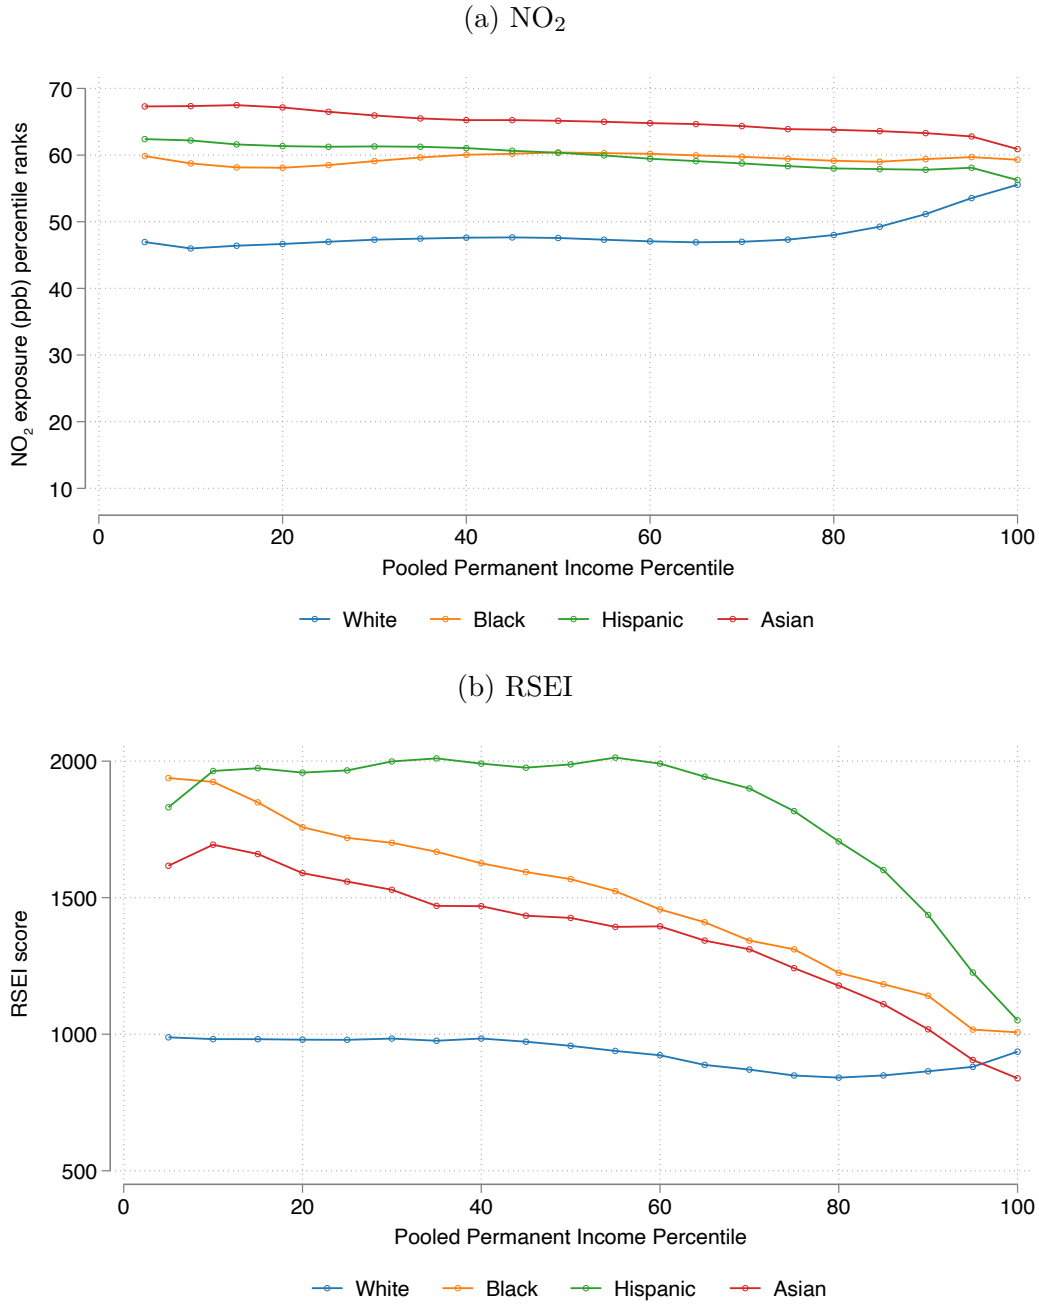 (a) NO2
70
60
50
40
30
20
10
NO2 exposure (ppb) percentile ranks
0 20 40 60 80 100
Pooled Permanent Income Percentile
White Black Hispanic Asian
(b) RSEI
2000
1500
1000
500
RSEI score
0 20 40 60 80 100
Pooled Permanent Income Percentile
White Black Hispanic Asian